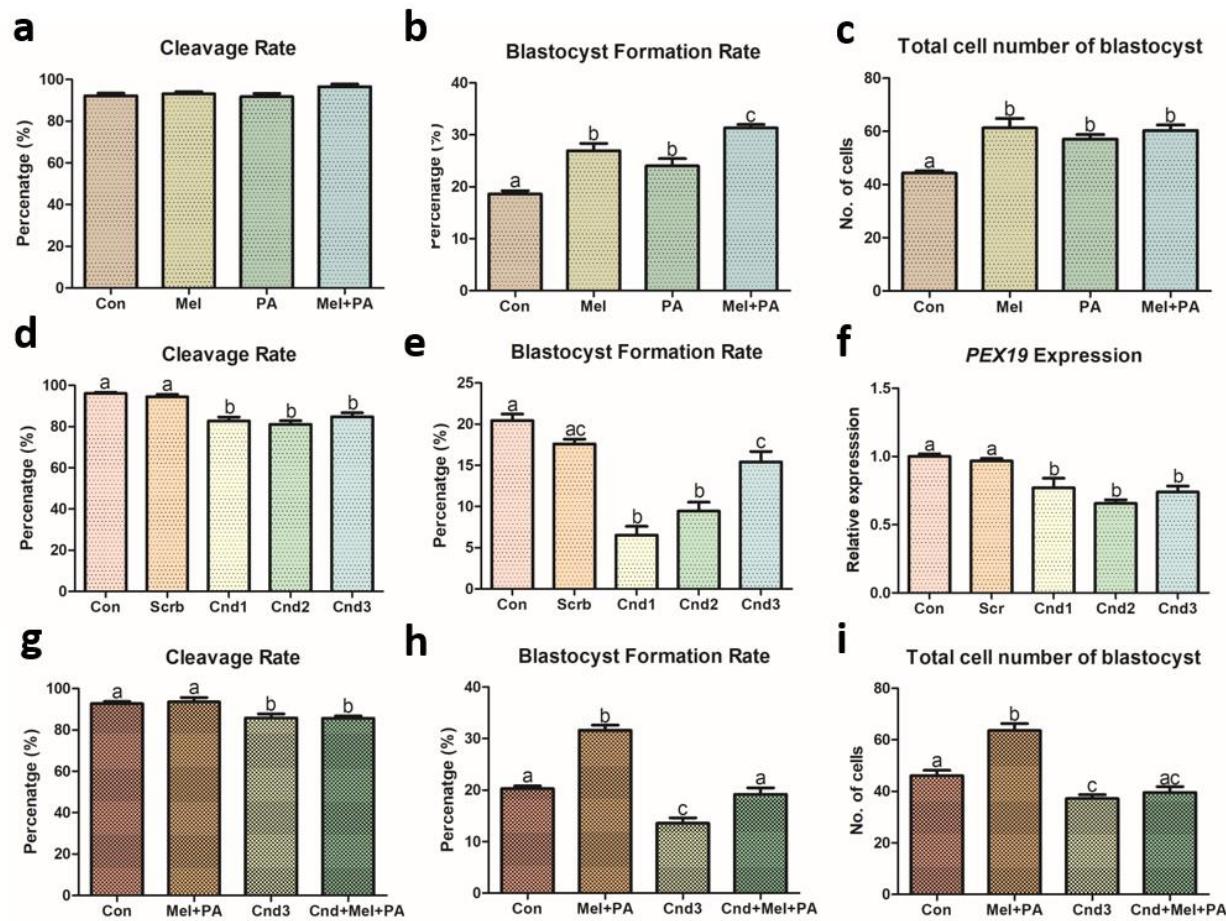 a
Cleavage Rate
Percenatge (%)
100
80
60
40
20
0
Con Mel PA Mel+PA
b
Blastocyst Formation Rate
Percenatge (%)
40
30
20
10
0
a b b c
Con Mel PA Mel+PA
c
Total cell number of blastocyst
No. of cells
80
60
40
20
0
a b b b
Con Mel PA Mel+PA
d
Cleavage Rate
Percenatge (%)
100
80
60
40
20
0
a a b b b
Con Scrb Cnd1 Cnd2 Cnd3
e
Blastocyst Formation Rate
Percenatge (%)
25
20
15
10
5
0
a ac b b c
Con Scrb Cnd1 Cnd2 Cnd3
f
PEX19 Expression
Relative expresssion
1.5
1.0
0.5
0.0
a a b b b
Con Scr Cnd1 Cnd2 Cnd3
g
Cleavage Rate
Percenatge (%)
100
80
60
40
20
0
a a b b
Con Mel+PA Cnd3 Cnd+Mel+PA
h
Blastocyst Formation Rate
Percenatge (%)
40
30
20
10
0
a b c a
Con Mel+PA Cnd3 Cnd+Mel+PA
i
Total cell number of blastocyst
No. of cells
80
60
40
20
0
a b c ac
Con Mel+PA Cnd3 Cnd+Mel+PA